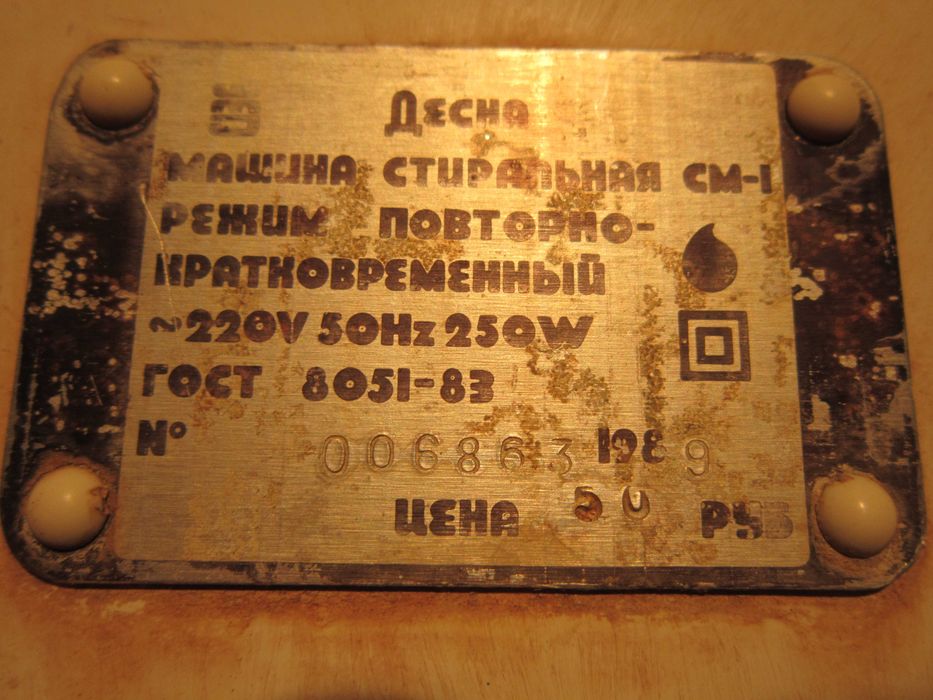 Десна
МАШИНА СТИРАЛЬНАЯ СМ-1
РЕЖИМ ПОВТОРНО-
КРАТКОВРЕМЕННЫЙ
~220V 50Hz 250W
ГОСТ 8051-83
№ 006863 1989
ЦЕНА 50 РУБ